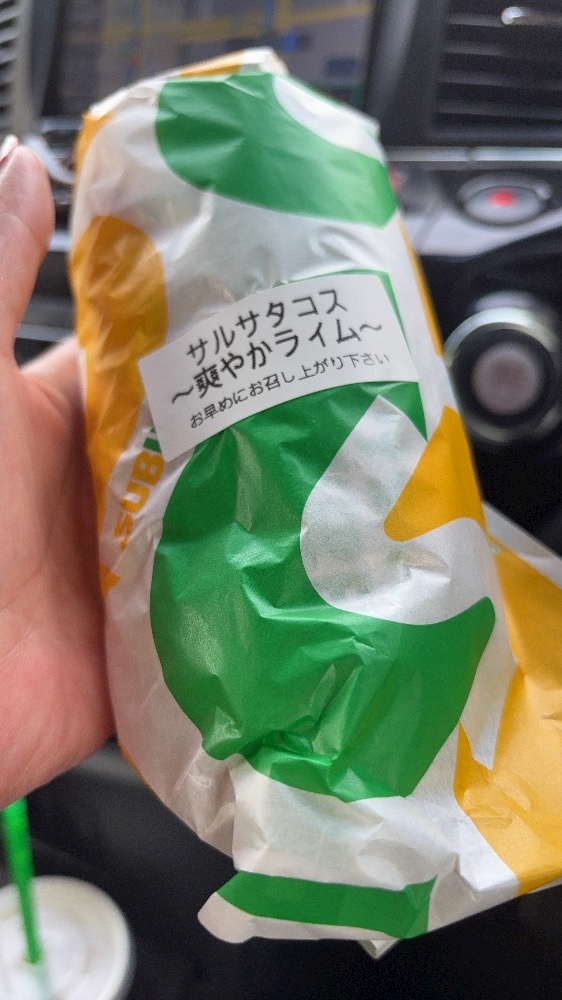 サルサタコス
～爽やかライム～
お早めにお召し上がり下さい
SUB